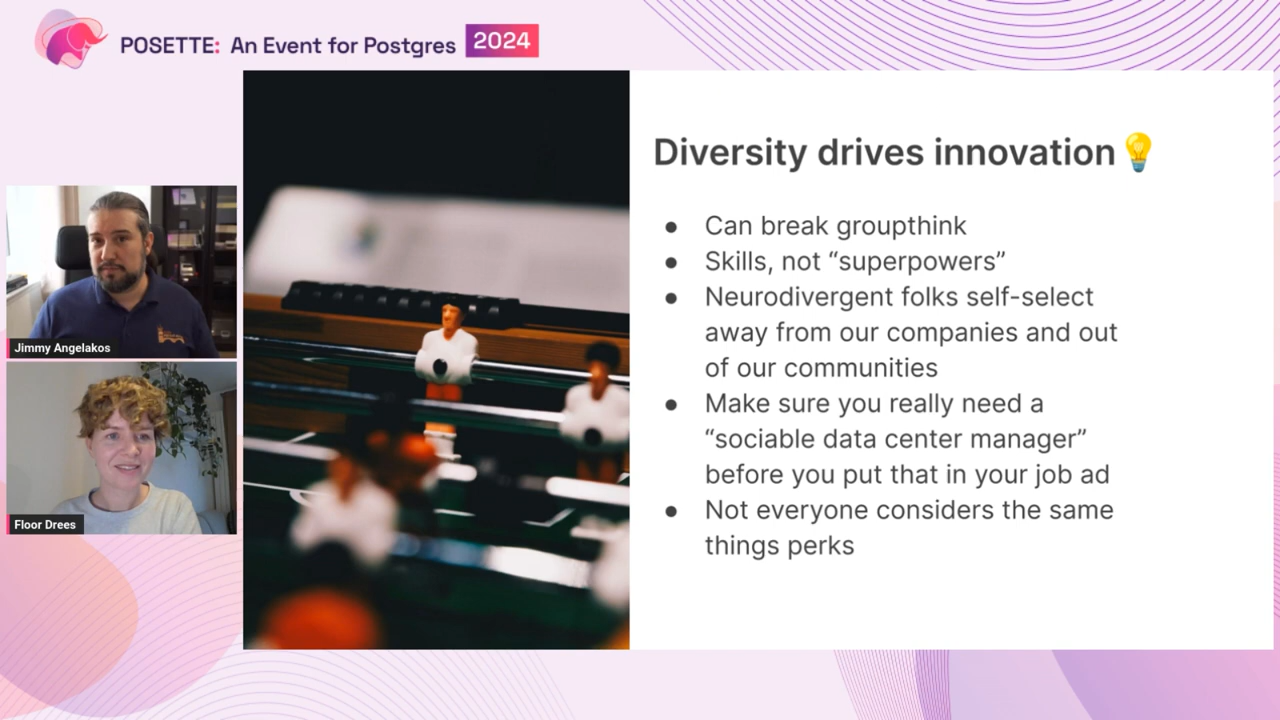 POSETTE: An Event for Postgres 2024
Diversity drives innovation💡
● Can break groupthink
● Skills, not “superpowers”
● Neurodivergent folks self-select
away from our companies and out
of our communities
● Make sure you really need a
“sociable data center manager”
before you put that in your job ad
● Not everyone considers the same
things perks
Jimmy Angelakos
Floor Drees